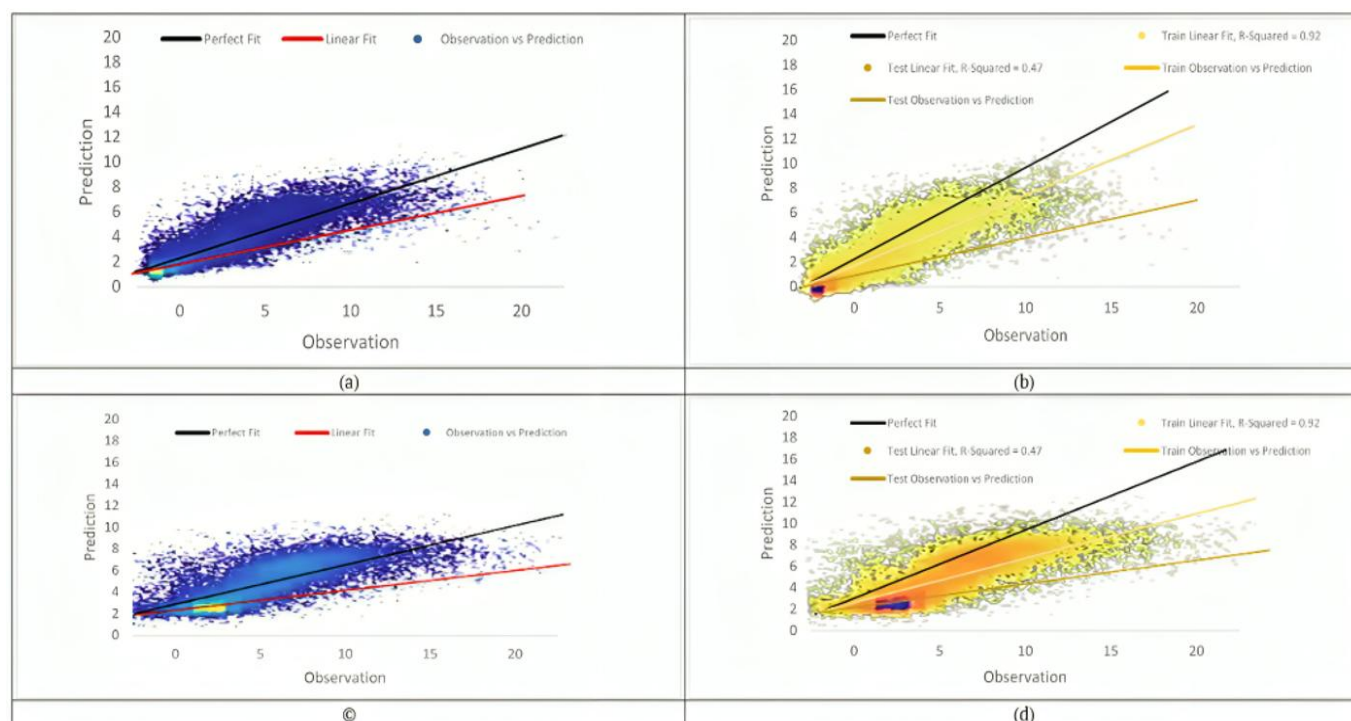 20
18
16
14
12
10
8
6
4
2
0
Prediction
Perfect Fit
Linear Fit
Observation vs Prediction
0 5 10 15 20
Observation
(a)
20
18
16
14
12
10
8
6
4
2
0
Prediction
Perfect Fit
Train Linear Fit, R-Squared = 0.92
Test Linear Fit, R-Squared = 0.47
Train Observation vs Prediction
Test Observation vs Prediction
0 5 10 15 20
Observation
(b)
20
18
16
14
12
10
8
6
4
2
0
Prediction
Perfect Fit
Linear Fit
Observation vs Prediction
0 5 10 15 20
Observation
©
20
18
16
14
12
10
8
6
4
2
0
Prediction
Perfect Fit
Train Linear Fit, R-Squared = 0.92
Test Linear Fit, R-Squared = 0.47
Train Observation vs Prediction
Test Observation vs Prediction
0 5 10 15 20
Observation
(d)